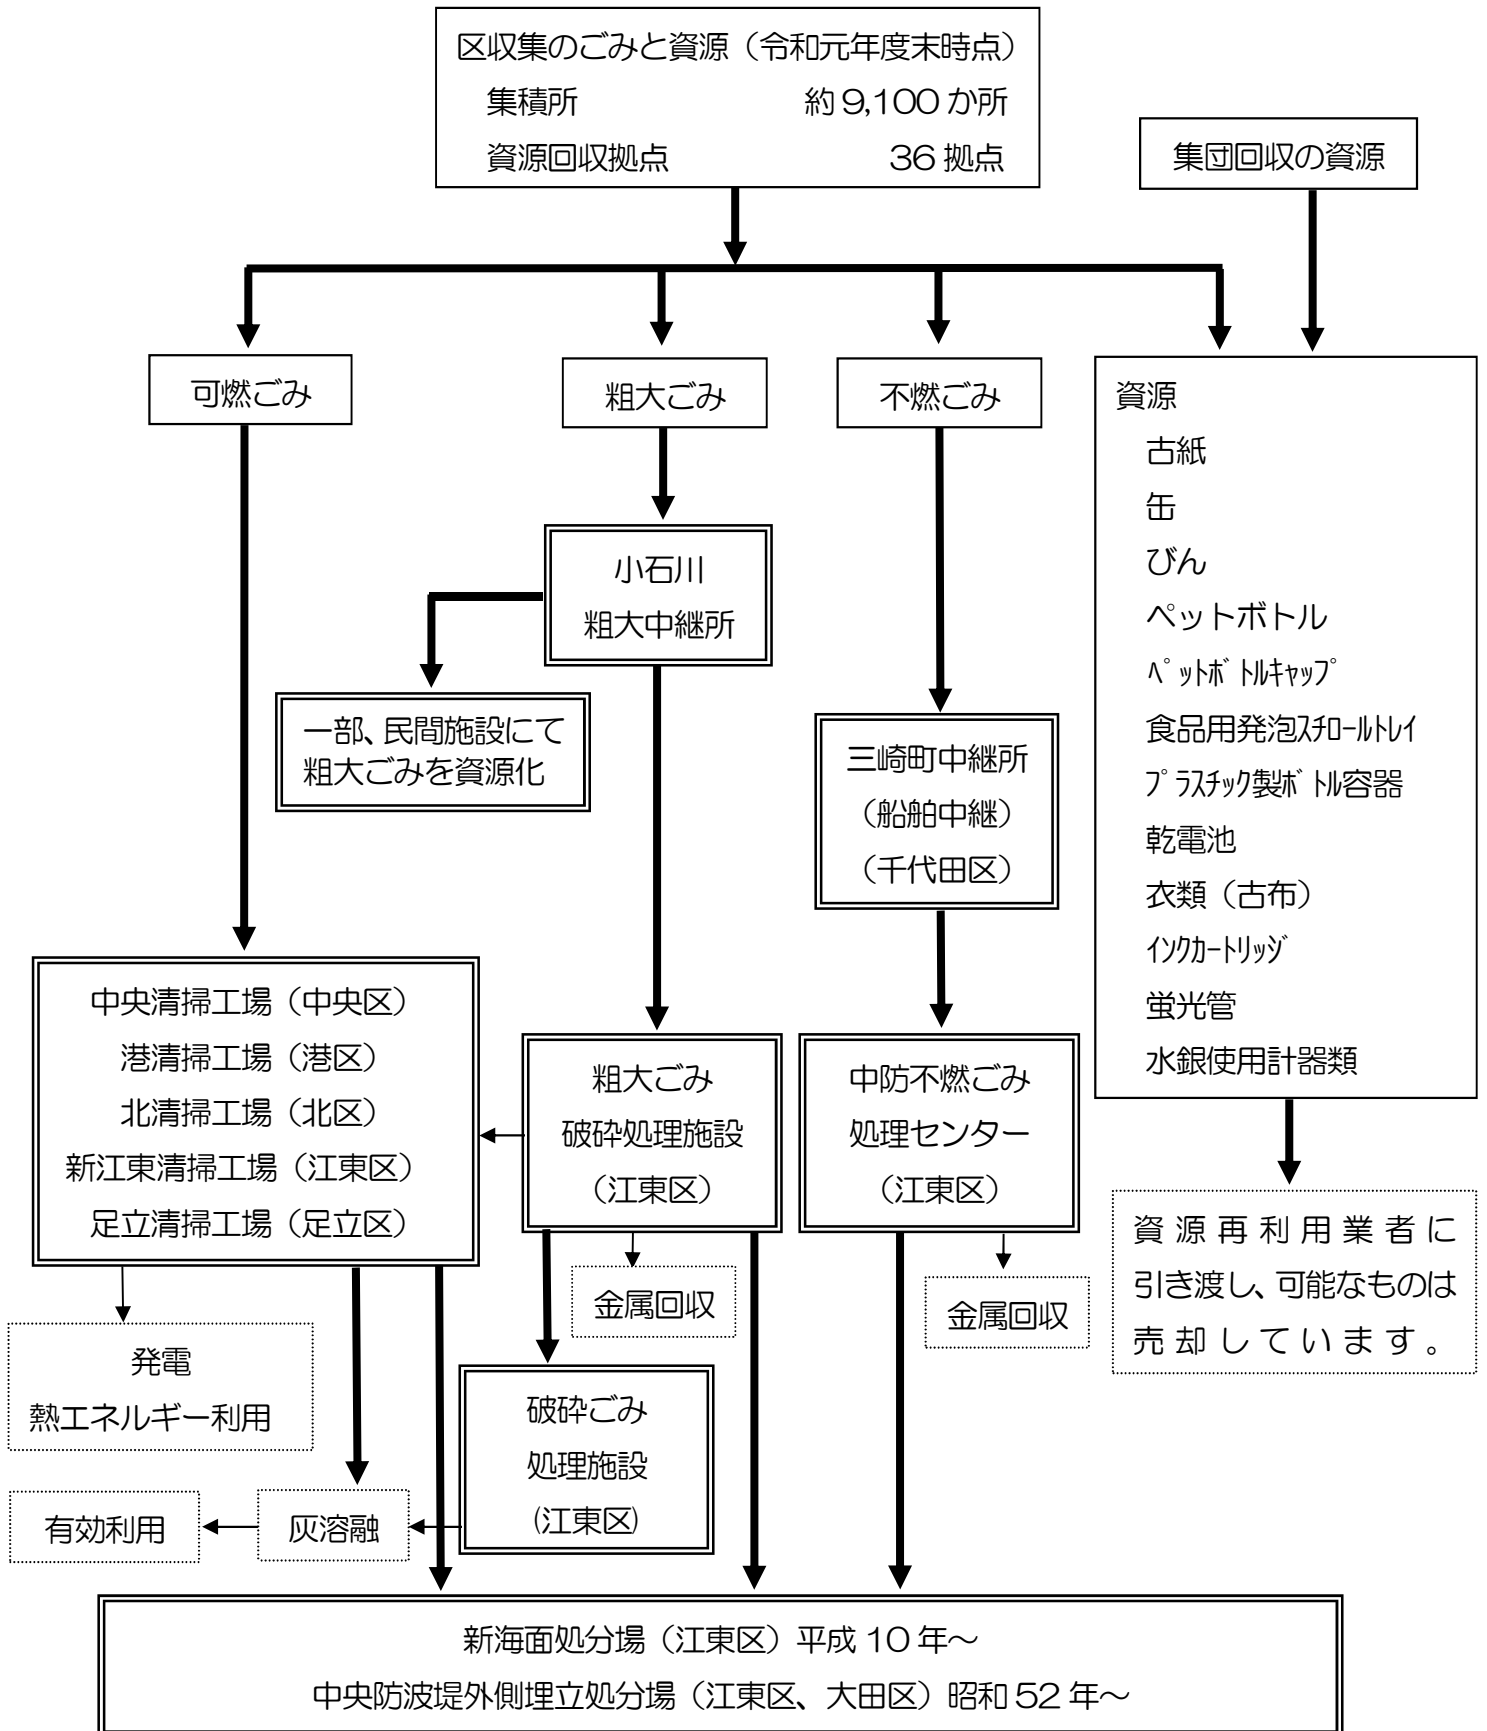 区収集のごみと資源（令和元年度末時点）
集積所　約 9,100 か所
資源回収拠点　36 拠点
集団回収の資源
可燃ごみ
粗大ごみ
不燃ごみ
資源
古紙
缶
びん
ペットボトル
ﾍﾟｯﾄﾎﾞﾄﾙｷｬｯﾌﾟ
食品用発泡ｽﾁﾛｰﾙﾄﾚｲ
ﾌﾟﾗｽﾁｯｸ製ﾎﾞﾄﾙ容器
乾電池
衣類（古布）
ｲﾝｸｶｰﾄﾘｯｼﾞ
蛍光管
水銀使用計器類
小石川
粗大中継所
一部、民間施設にて
粗大ごみを資源化
三崎町中継所
（船舶中継）
（千代田区）
中央清掃工場（中央区）
港清掃工場（港区）
北清掃工場（北区）
新江東清掃工場（江東区）
足立清掃工場（足立区）
粗大ごみ
破砕処理施設
（江東区）
中防不燃ごみ
処理センター
（江東区）
資源再利用業者に
引き渡し、可能なものは
売却しています。
金属回収
金属回収
発電
熱エネルギー利用
破砕ごみ
処理施設
(江東区)
有効利用
灰溶融
新海面処分場（江東区）平成 10 年～
中央防波堤外側埋立処分場（江東区、大田区）昭和 52 年～